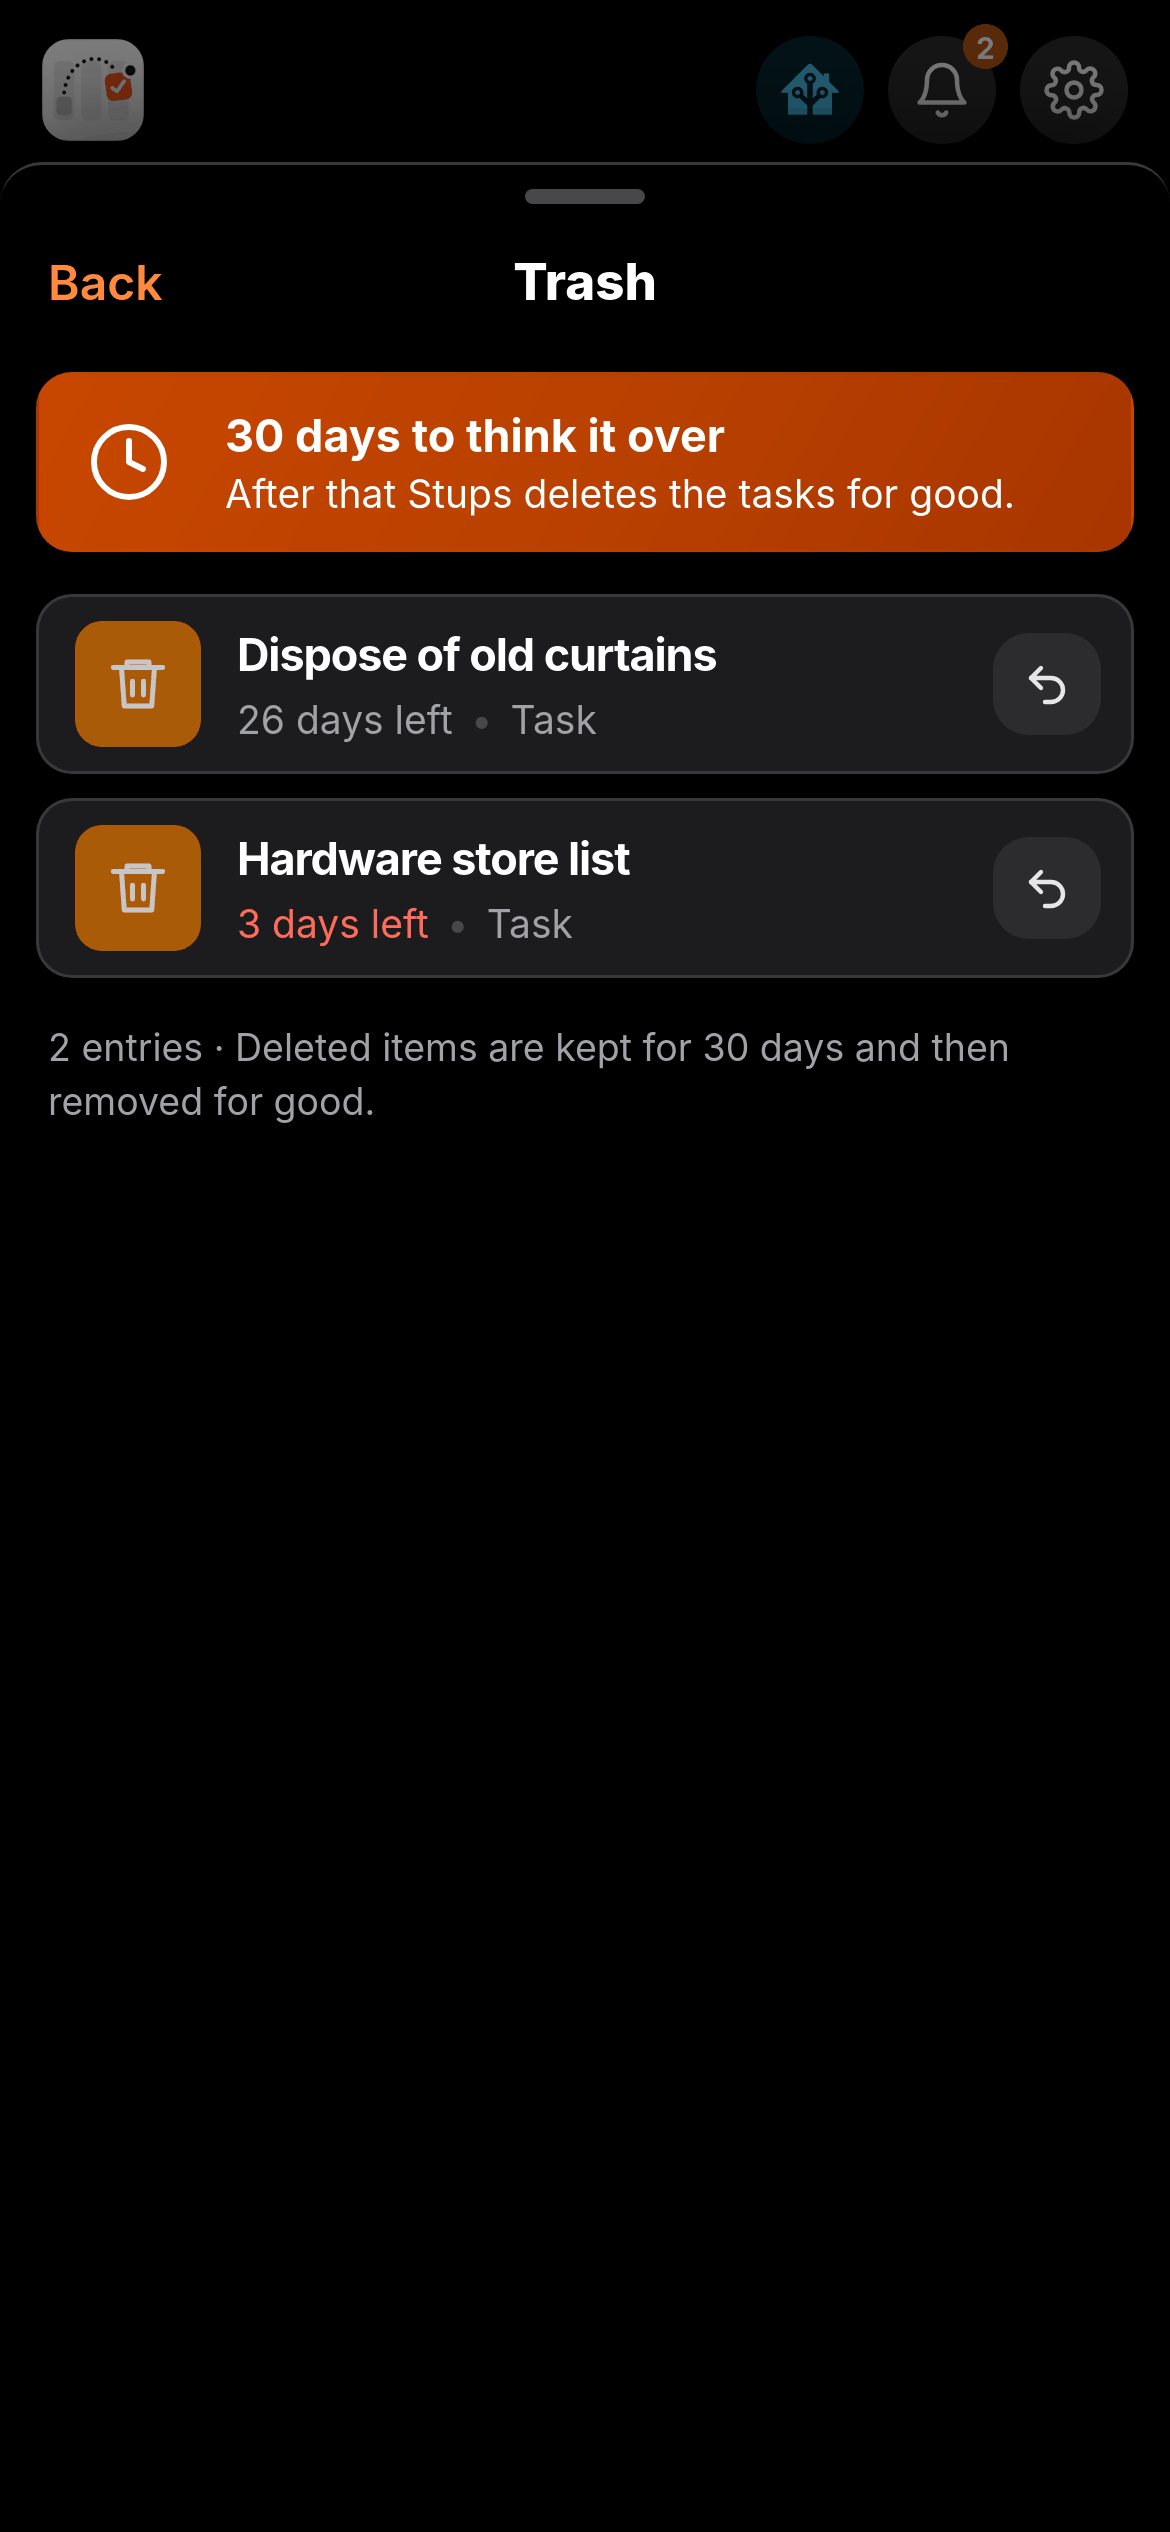 2
Back
Trash
30 days to think it over
After that Stups deletes the tasks for good.
Dispose of old curtains
26 days left • Task
Hardware store list
3 days left • Task
2 entries · Deleted items are kept for 30 days and then
removed for good.